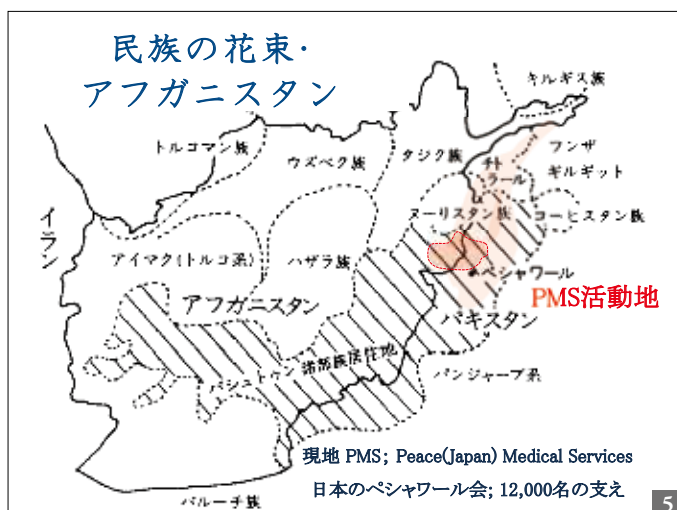 民族の花束・
アフガニスタン
キルギス族
トルコマン族
ウズベク族
タジク族
フンザ
チト
ラール
ギルギット
イラン
ヌーリスタン族
コーヒスタン族
アイマク(トルコ系)
ハザラ族
ペシャワール
アフガニスタン
PMS活動地
パキスタン
パシュトゥン諸部族居住地
パンジャーブ系
現地 PMS; Peace(Japan) Medical Services
日本のペシャワール会; 12,000名の支え
バルーチ族
5